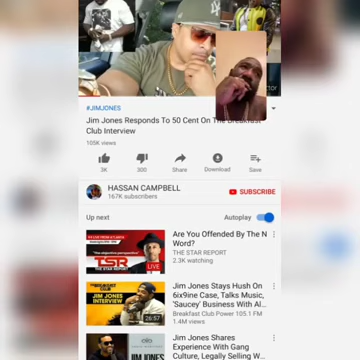 #JIMJONES
Jim Jones Responds To 50 Cent On The Breakfast
Club Interview
105K views
3K
300
Share
Download
Save
HASSAN CAMPBELL
167K subscribers
SUBSCRIBE
Up next
Autoplay
Are You Offended By The N
Word?
THE STAR REPORT
2.3K watching
TSR
LIVE
Jim Jones Stays Hush On
6ix9ine Case, Talks Music,
'Saucey' Business With Al...
Breakfast Club Power 105.1 FM
1.4M views
JIM JONES
INTERVIEW
26:57
Jim Jones Shares
Experience With Gang
Culture, Legally Selling W...
JIM JONES